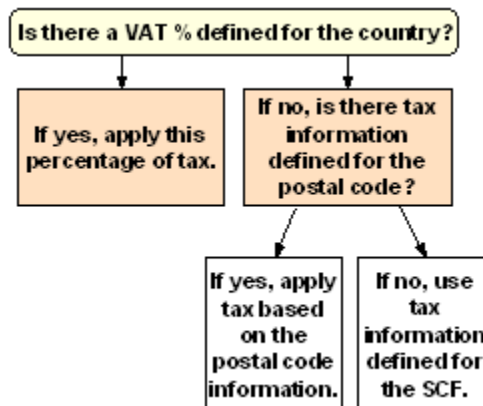 Is there a VAT % defined for the country?
If yes, apply this
percentage of tax.
If no, is there tax
information
defined for the
postal code?
If yes, apply
tax based
on the
postal code
information.
If no, use
tax
information
defined for
the SCF.